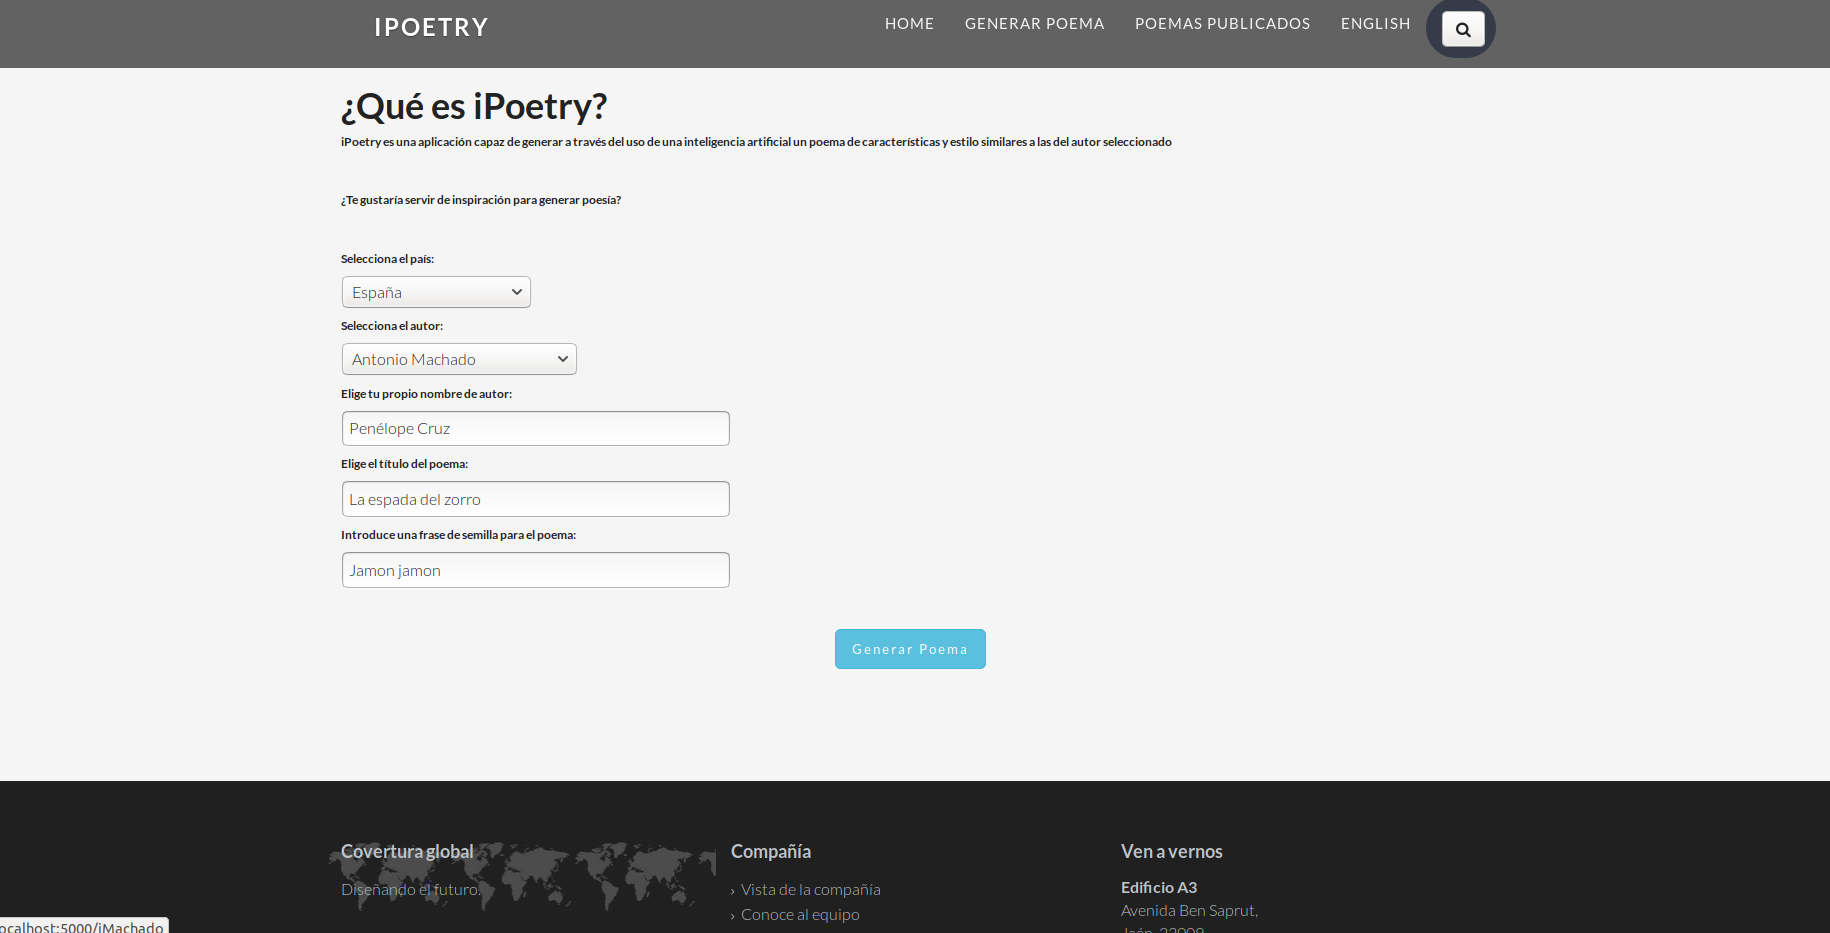 IPOETRY
HOME GENERAR POEMA POEMAS PUBLICADOS ENGLISH
¿Qué es iPoetry?
iPoetry es una aplicación capaz de generar a través del uso de una inteligencia artificial un poema de características y estilo similares a las del autor seleccionado
¿Te gustaría servir de inspiración para generar poesía?
Selecciona el país:
España
Selecciona el autor:
Antonio Machado
Elige tu propio nombre de autor:
Penélope Cruz
Elige el título del poema:
La espada del zorro
Introduce una frase de semilla para el poema:
Jamon jamon
Generar Poema
Covertura global
Diseñando el futuro.
Compañía
› Vista de la compañía
› Conoce al equipo
Ven a vernos
Edificio A3
Avenida Ben Saprut,
ocalhost:5000/iMachado